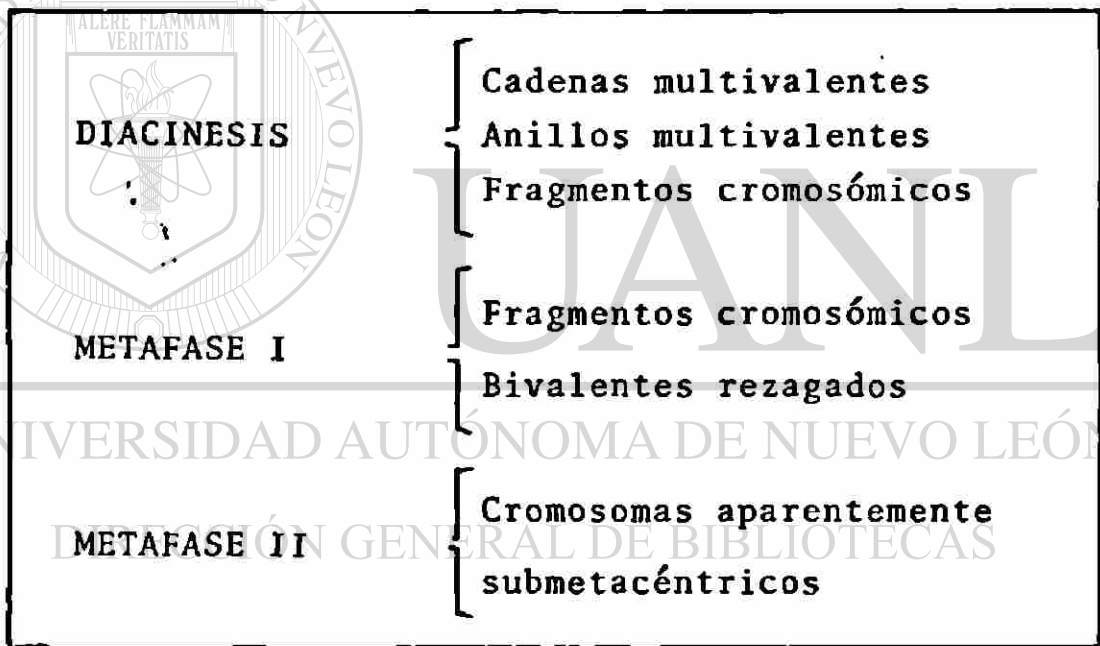 ALERE FLAMMAM
VERITATIS
DIACINESIS
Cadenas multivalentes
Anillos multivalentes
Fragmentos cromosómicos
UANL
METAFASE I
Fragmentos cromosómicos
Bivalentes rezagados
NIVERSIDAD AUTÓNOMA DE NUEVO LEÓN
METAFASE II
Cromosomas aparentemente
submetacéntricos
DIRECCIÓN GENERAL DE BIBLIOTECAS